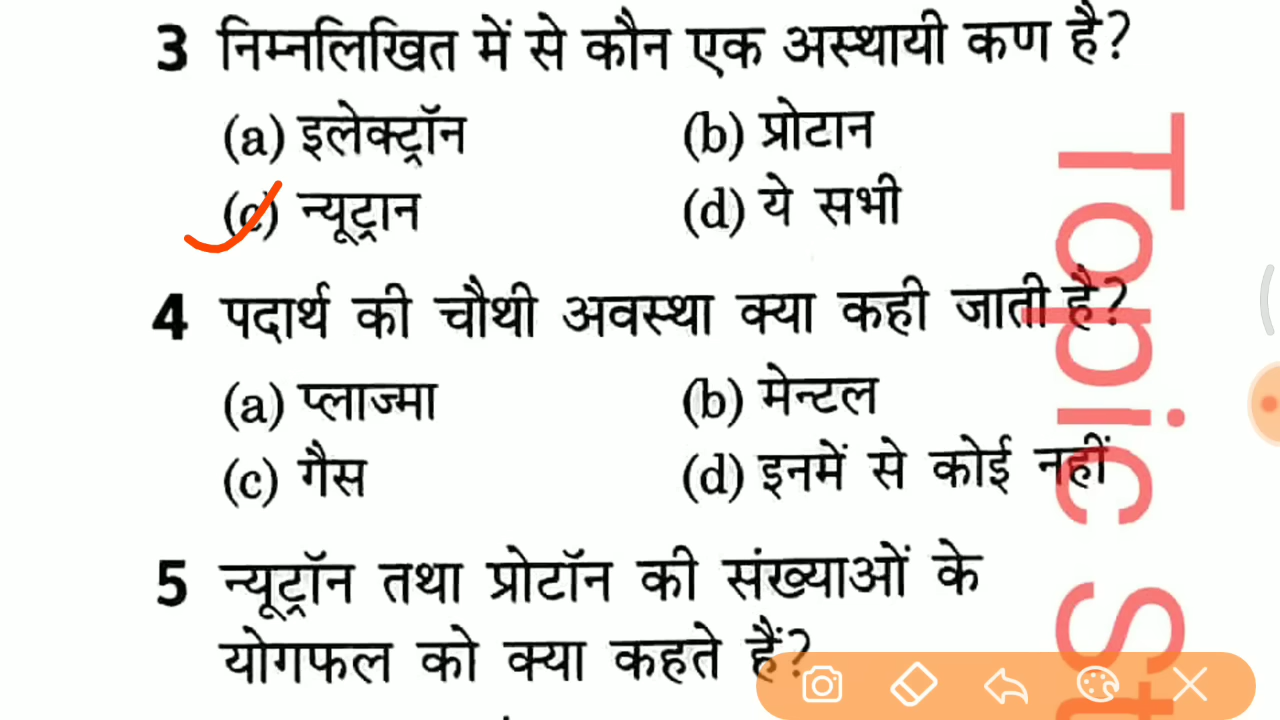 3 निम्नलिखित में से कौन एक अस्थायी कण है?
(a) इलेक्ट्रॉन (b) प्रोटान
(c) न्यूट्रान (d) ये सभी
4 पदार्थ की चौथी अवस्था क्या कही जाती है?
(a) प्लाज्मा (b) मेन्टल
(c) गैस (d) इनमें से कोई नहीं
5 न्यूट्रॉन तथा प्रोटॉन की संख्याओं के
योगफल को क्या कहते हैं?
Topic